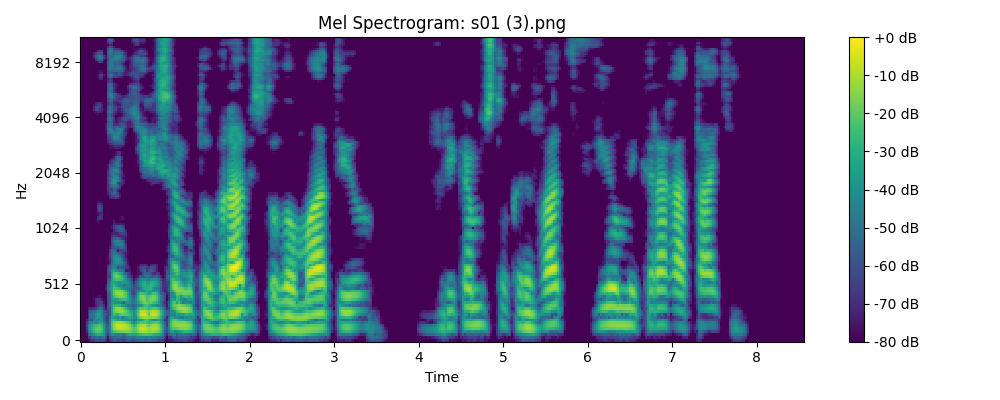 Mel Spectrogram: s01 (3).png
+0 dB
8192
-10 dB
4096
-20 dB
-30 dB
Hz
2048
-40 dB
1024
-50 dB
-60 dB
512
-70 dB
0
-80 dB
0 1 2 3 4 5 6 7 8
Time